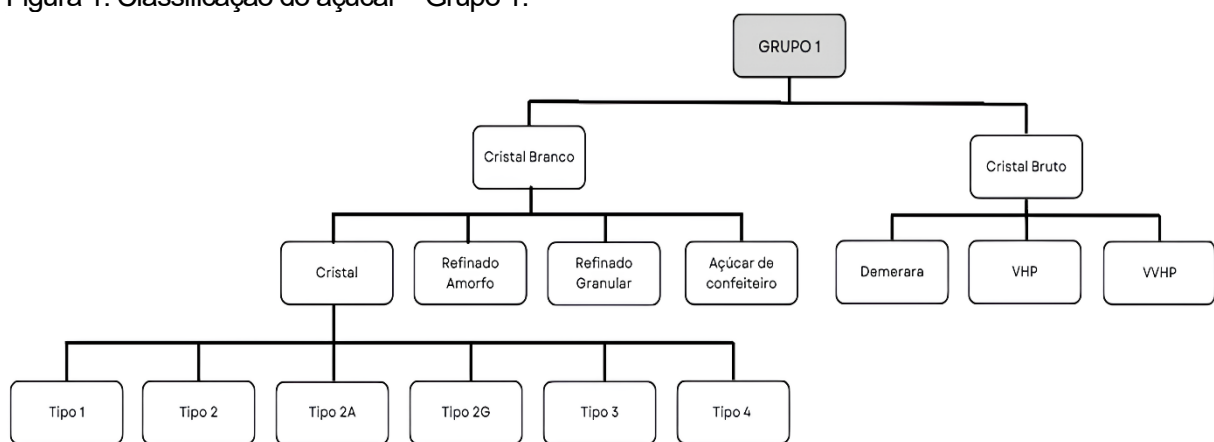 Figura 1. Classificação do açúcar – Grupo 1.
GRUPO 1
Cristal Branco
Cristal Bruto
Cristal
Refinado
Amorfo
Refinado
Granular
Açúcar de
confeiteiro
Demerara
VHP
VVHP
Tipo 1
Tipo 2
Tipo 2A
Tipo 2G
Tipo 3
Tipo 4